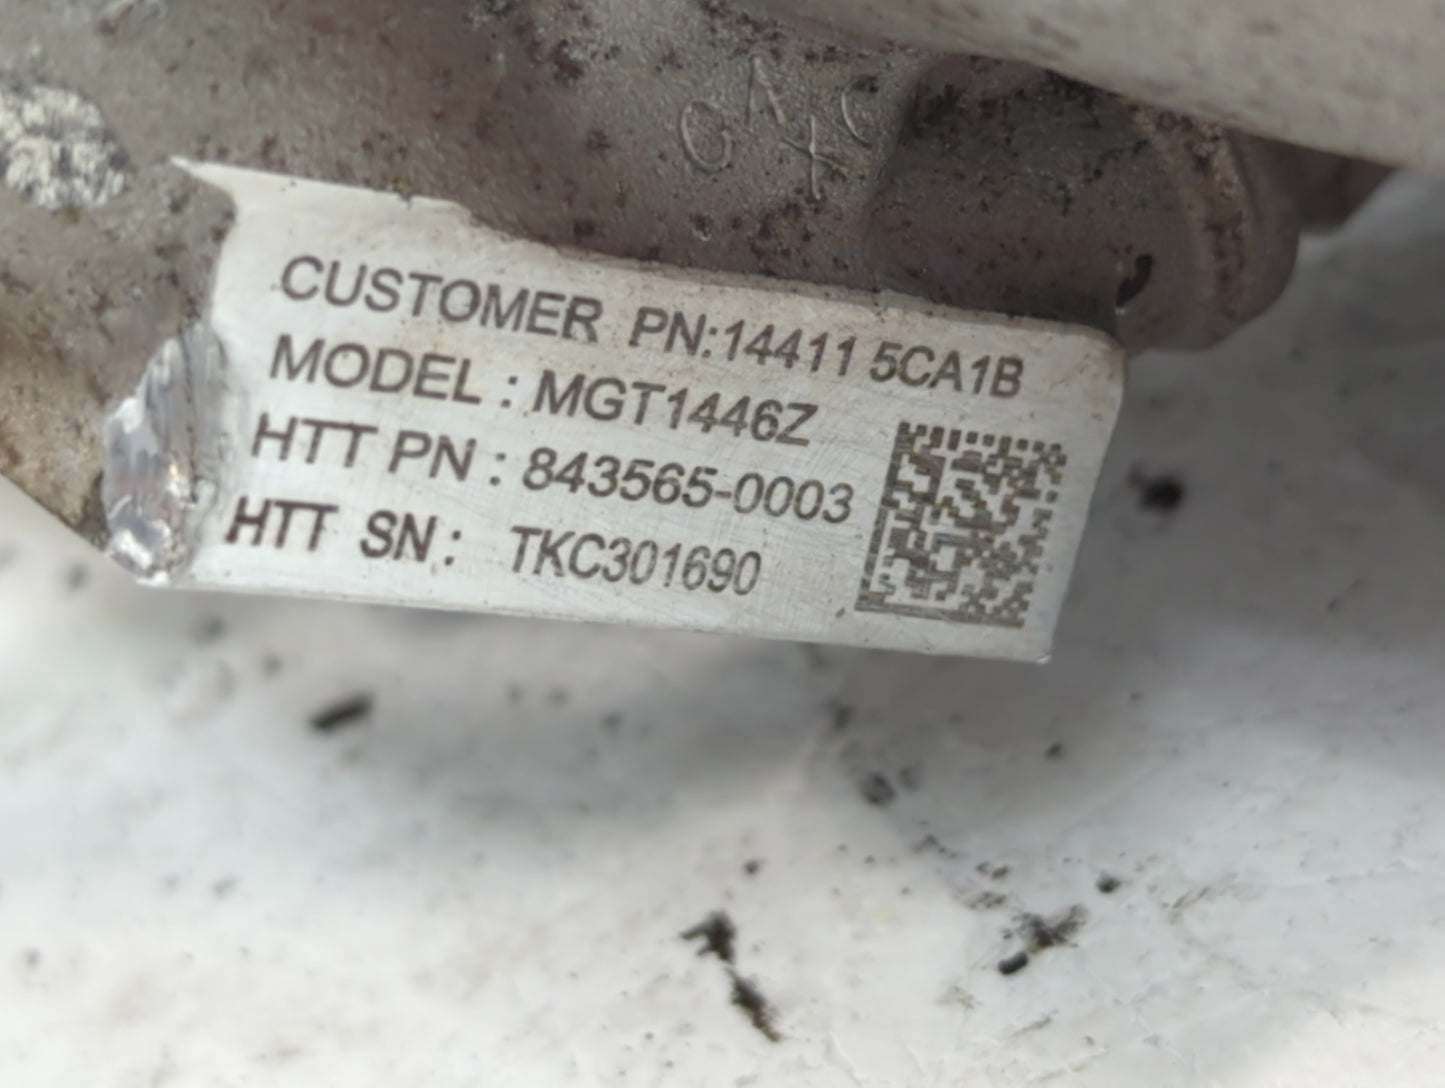 CUSTOMER PN:14411 5CA1B
MODEL : MGT1446Z
HTT PN : 843565-0003
HTT SN : TKC301690